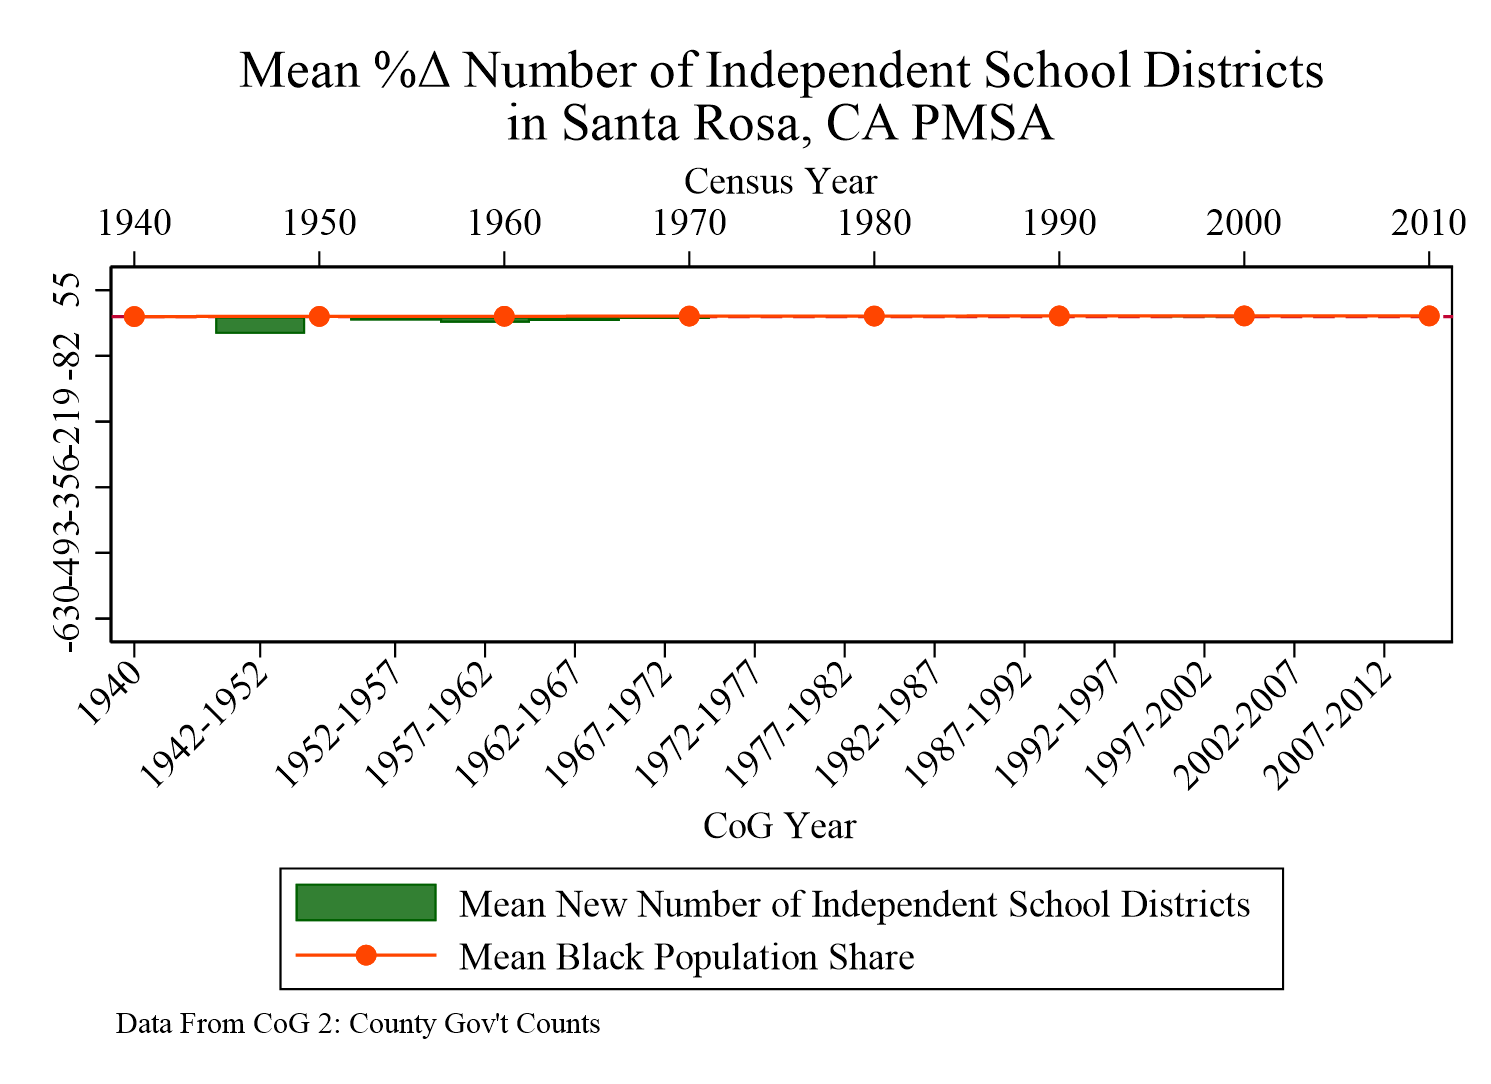 Mean %Δ Number of Independent School Districts
in Santa Rosa, CA PMSA
Census Year
1940 1950 1960 1970 1980 1990 2000 2010
55
-82
-219
-356
-493
-630
1940 1942-1952 1952-1957 1957-1962 1962-1967 1967-1972 1972-1977 1977-1982 1982-1987 1987-1992 1992-1997 1997-2002 2002-2007 2007-2012
CoG Year
Mean New Number of Independent School Districts
Mean Black Population Share
Data From CoG 2: County Gov't Counts